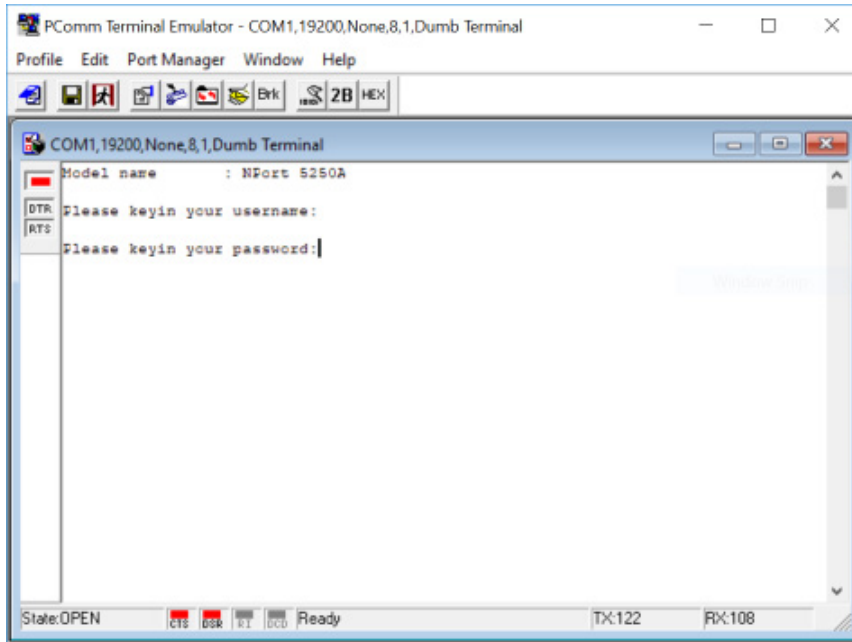 PComm Terminal Emulator - COM1,19200,None,8,1,Dumb Terminal
Profile Edit Port Manager Window Help
Brk 2B HEX
COM1,19200,None,8,1,Dumb Terminal
Model name : NPort 5250A
DTR Please keyin your username:
RTS
Please keyin your password:
State:OPEN CTS DSR RI DCD Ready TX:122 RX:108